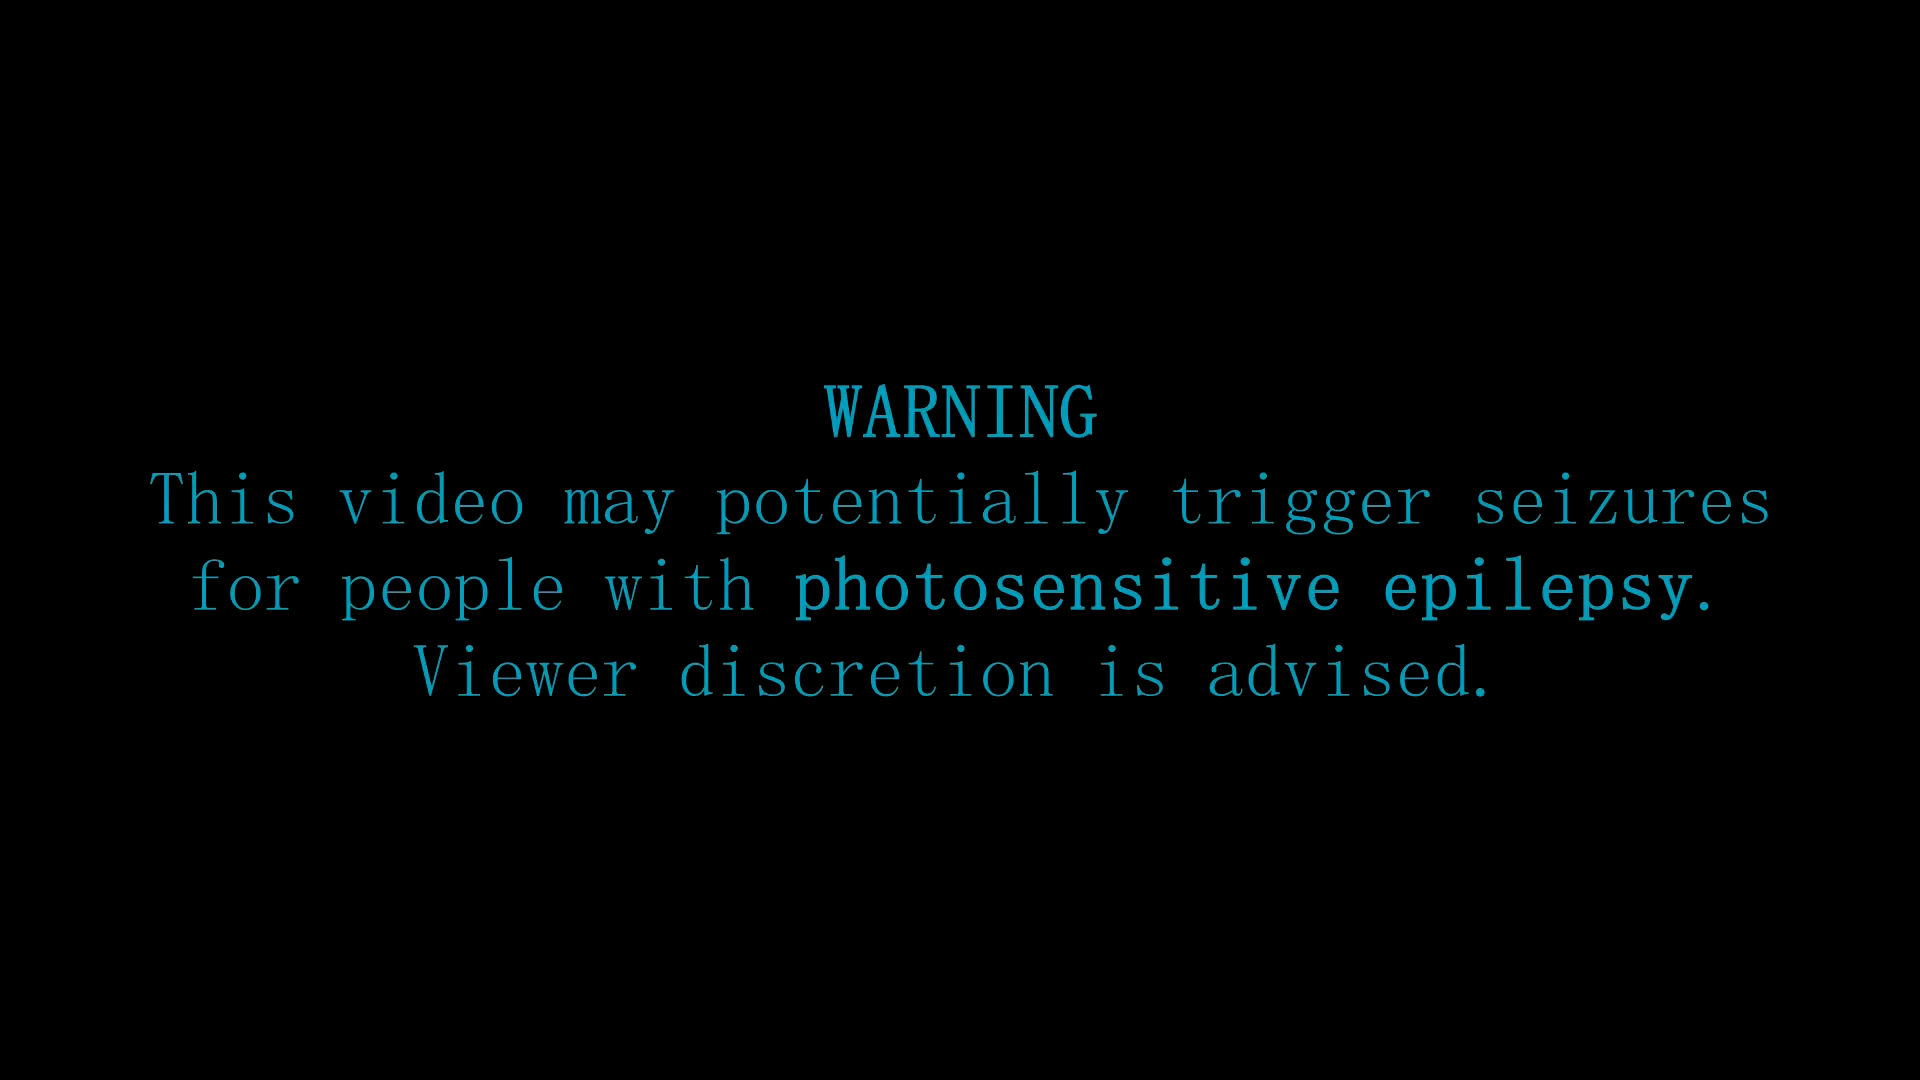 WARNING
This video may potentially trigger seizures
for people with photosensitive epilepsy.
Viewer discretion is advised.